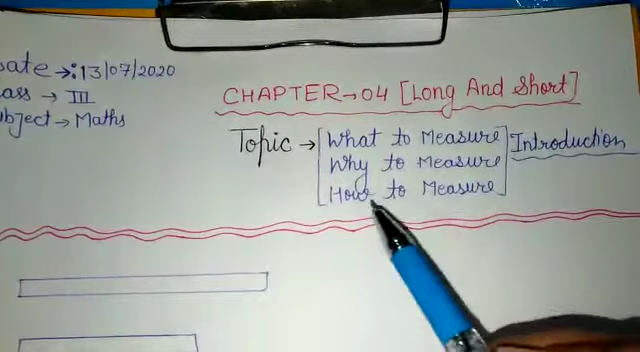 ate →: 13/07/2020
ass → III
bject → Maths
CHAPTER → 04 [Long And Short]
Topic → [What to Measure] Introduction
Why to Measure
How to Measure